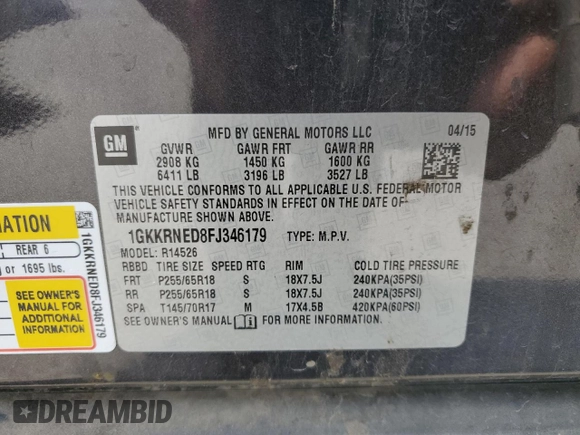 GM
MFD BY GENERAL MOTORS LLC 04/15
GVWR GAWR FRT GAWR RR
2908 KG 1450 KG 1600 KG
6411 LB 3196 LB 3527 LB
THIS VEHICLE CONFORMS TO ALL APPLICABLE U.S. FEDERAL MOTOR
VEHICLE SAFETY STANDARDS IN EFFECT ON THE DATE OF
MANUFACTURE SHOWN ABOVE.
1GKKRNED8FJ346179 TYPE: M.P.V.
MODEL: R14526
RBBD TIRE SIZE SPEED RTG RIM COLD TIRE PRESSURE
FRT P255/65R18 S 18X7.5J 240KPA(35PSI)
RR P255/65R18 S 18X7.5J 240KPA(35PSI)
SPA T145/70R17 M 17X4.5B 420KPA(60PSI)
SEE OWNER'S MANUAL FOR MORE INFORMATION.
MATION
REAR 6
or 1695 lbs.
SEE OWNER'S
MANUAL FOR
ADDITIONAL
INFORMATION
1GKKRNED8FJ346179
DREAMBID